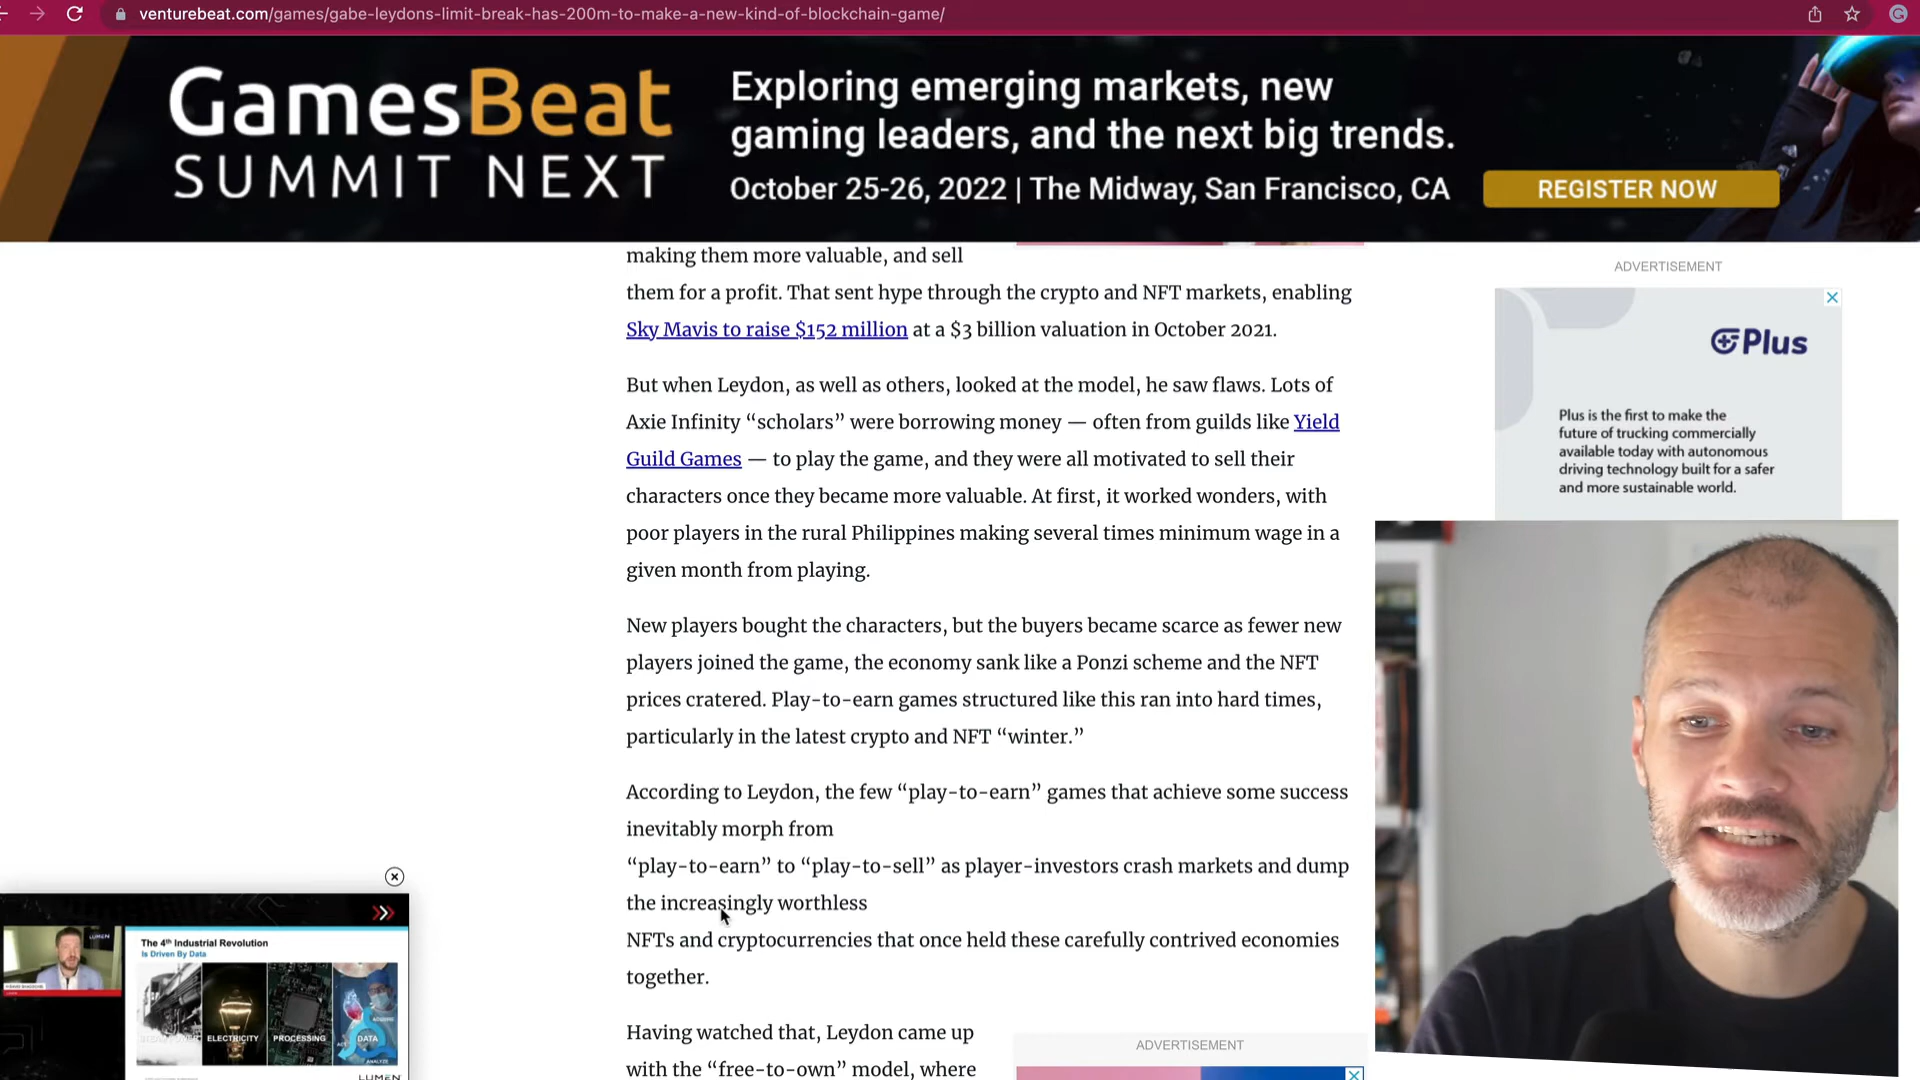 venturebeat.com/games/gabe-leydons-limit-break-has-200m-to-make-a-new-kind-of-blockchain-game/
GamesBeat
SUMMIT NEXT
Exploring emerging markets, new
gaming leaders, and the next big trends.
October 25-26, 2022 | The Midway, San Francisco, CA
REGISTER NOW
making them more valuable, and sell
them for a profit. That sent hype through the crypto and NFT markets, enabling
Sky Mavis to raise $152 million at a $3 billion valuation in October 2021.
But when Leydon, as well as others, looked at the model, he saw flaws. Lots of
Axie Infinity “scholars” were borrowing money — often from guilds like Yield
Guild Games — to play the game, and they were all motivated to sell their
characters once they became more valuable. At first, it worked wonders, with
poor players in the rural Philippines making several times minimum wage in a
given month from playing.
New players bought the characters, but the buyers became scarce as fewer new
players joined the game, the economy sank like a Ponzi scheme and the NFT
prices cratered. Play-to-earn games structured like this ran into hard times,
particularly in the latest crypto and NFT “winter.”
According to Leydon, the few “play-to-earn” games that achieve some success
inevitably morph from
“play-to-earn” to “play-to-sell” as player-investors crash markets and dump
the increasingly worthless
NFTs and cryptocurrencies that once held these carefully contrived economies
together.
Having watched that, Leydon came up
with the “free-to-own” model, where
ADVERTISEMENT
ADVERTISEMENT
Plus
Plus is the first to make the
future of trucking commercially
available today with autonomous
driving technology built for a safer
and more sustainable world.
LUMEN
The 4th Industrial Revolution
Is Driven By Data
ELECTRICITY
PROCESSING
DATA
ACQUIRE
ANALYZE
LUMEN